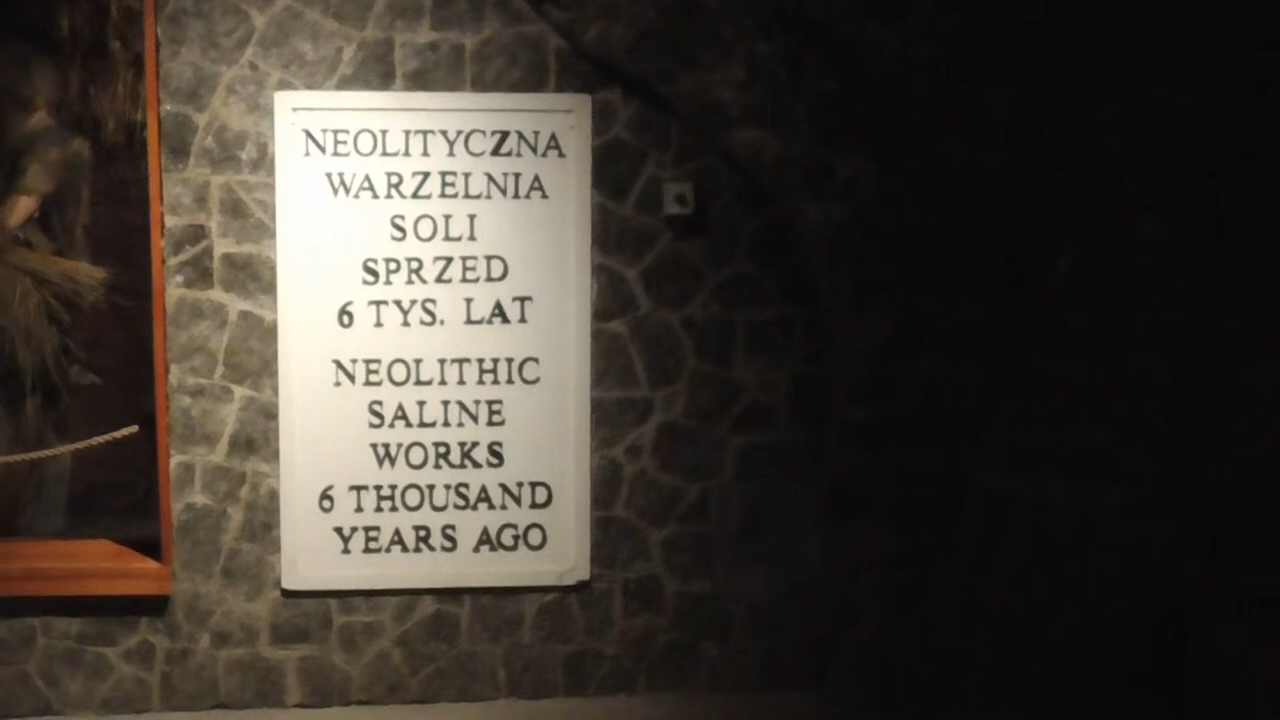 NEOLITYCZNA
WARZELNIA
SOLI
SPRZED
6 TYS. LAT
NEOLITHIC
SALINE
WORKS
6 THOUSAND
YEARS AGO